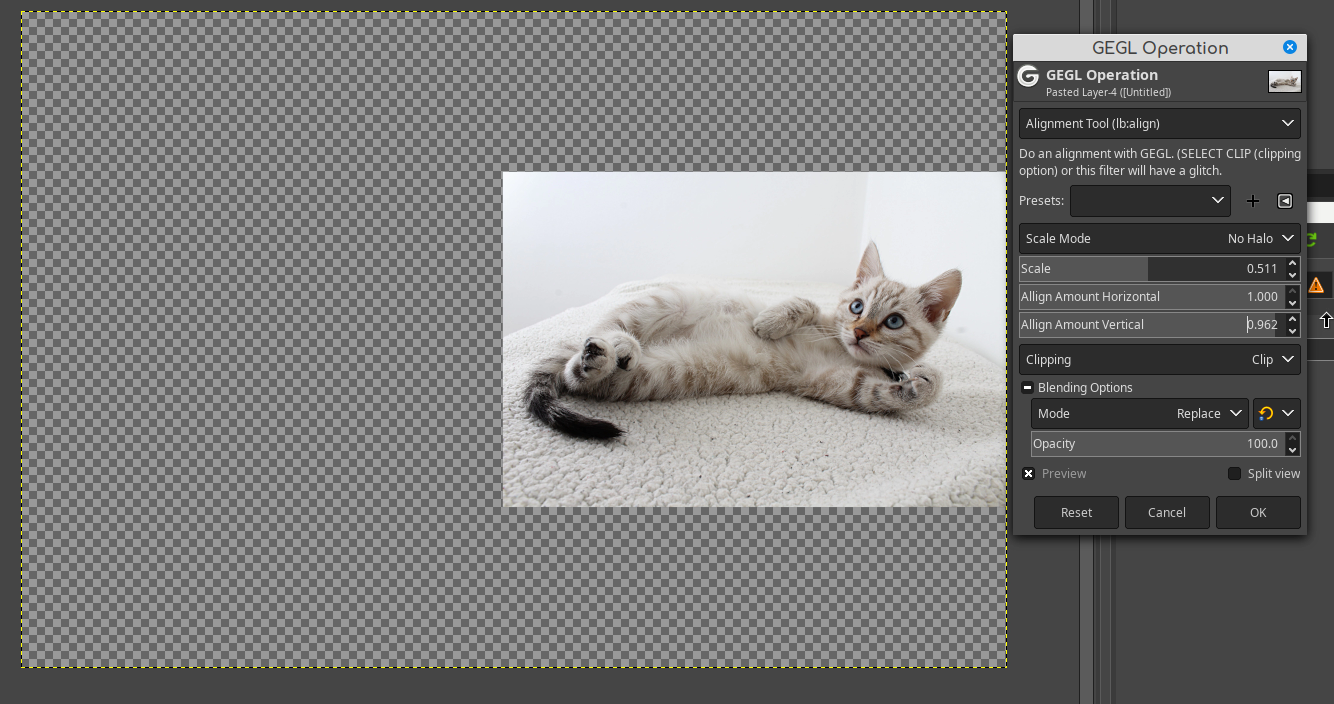 GEGL Operation
GEGL Operation
Pasted Layer-4 ([Untitled])
Alignment Tool (lb:align)
Do an alignment with GEGL. (SELECT CLIP (clipping
option) or this filter will have a glitch.
Presets:
Scale Mode No Halo
Scale 0.511
Allign Amount Horizontal 1.000
Allign Amount Vertical 0.962
Clipping Clip
Blending Options
Mode Replace
Opacity 100.0
Preview Split view
Reset Cancel OK